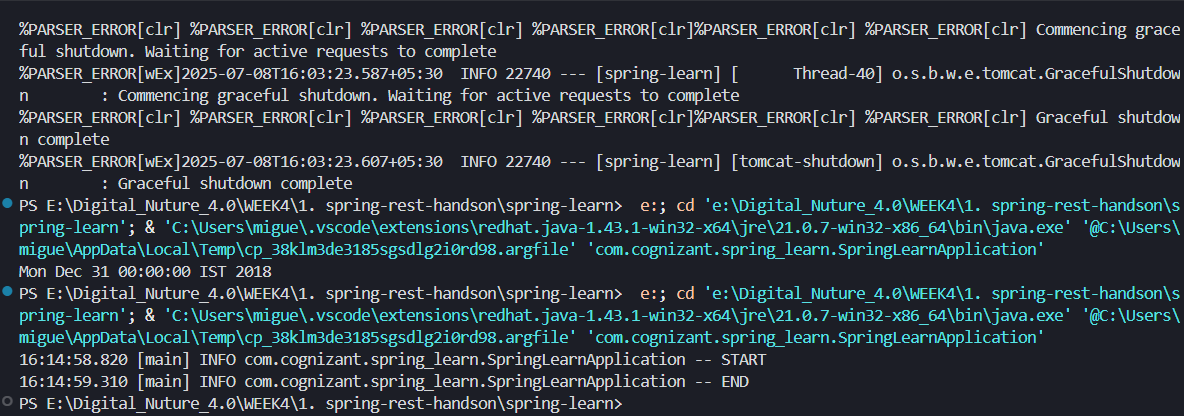 %PARSER_ERROR[clr] %PARSER_ERROR[clr] %PARSER_ERROR[clr] %PARSER_ERROR[clr]%PARSER_ERROR[clr] %PARSER_ERROR[clr] Commencing grace
ful shutdown. Waiting for active requests to complete
%PARSER_ERROR[wEx]2025-07-08T16:03:23.587+05:30  INFO 22740 --- [spring-learn] [      Thread-40] o.s.b.w.e.tomcat.GracefulShutdow
n        : Commencing graceful shutdown. Waiting for active requests to complete
%PARSER_ERROR[clr] %PARSER_ERROR[clr] %PARSER_ERROR[clr] %PARSER_ERROR[clr]%PARSER_ERROR[clr] %PARSER_ERROR[clr] Graceful shutdow
n complete
%PARSER_ERROR[wEx]2025-07-08T16:03:23.607+05:30  INFO 22740 --- [spring-learn] [tomcat-shutdown] o.s.b.w.e.tomcat.GracefulShutdow
n        : Graceful shutdown complete
PS E:\Digital_Nuture_4.0\WEEK4\1. spring-rest-handson\spring-learn>  e:; cd 'e:\Digital_Nuture_4.0\WEEK4\1. spring-rest-handson\s
pring-learn'; & 'C:\Users\migue\.vscode\extensions\redhat.java-1.43.1-win32-x64\jre\21.0.7-win32-x86_64\bin\java.exe' '@C:\Users\
migue\AppData\Local\Temp\cp_38klm3de3185sgsdlg2i0rd98.argfile' 'com.cognizant.spring_learn.SpringLearnApplication'
Mon Dec 31 00:00:00 IST 2018
PS E:\Digital_Nuture_4.0\WEEK4\1. spring-rest-handson\spring-learn>  e:; cd 'e:\Digital_Nuture_4.0\WEEK4\1. spring-rest-handson\s
pring-learn'; & 'C:\Users\migue\.vscode\extensions\redhat.java-1.43.1-win32-x64\jre\21.0.7-win32-x86_64\bin\java.exe' '@C:\Users\
migue\AppData\Local\Temp\cp_38klm3de3185sgsdlg2i0rd98.argfile' 'com.cognizant.spring_learn.SpringLearnApplication'
16:14:58.820 [main] INFO com.cognizant.spring_learn.SpringLearnApplication -- START
16:14:59.310 [main] INFO com.cognizant.spring_learn.SpringLearnApplication -- END
PS E:\Digital_Nuture_4.0\WEEK4\1. spring-rest-handson\spring-learn>